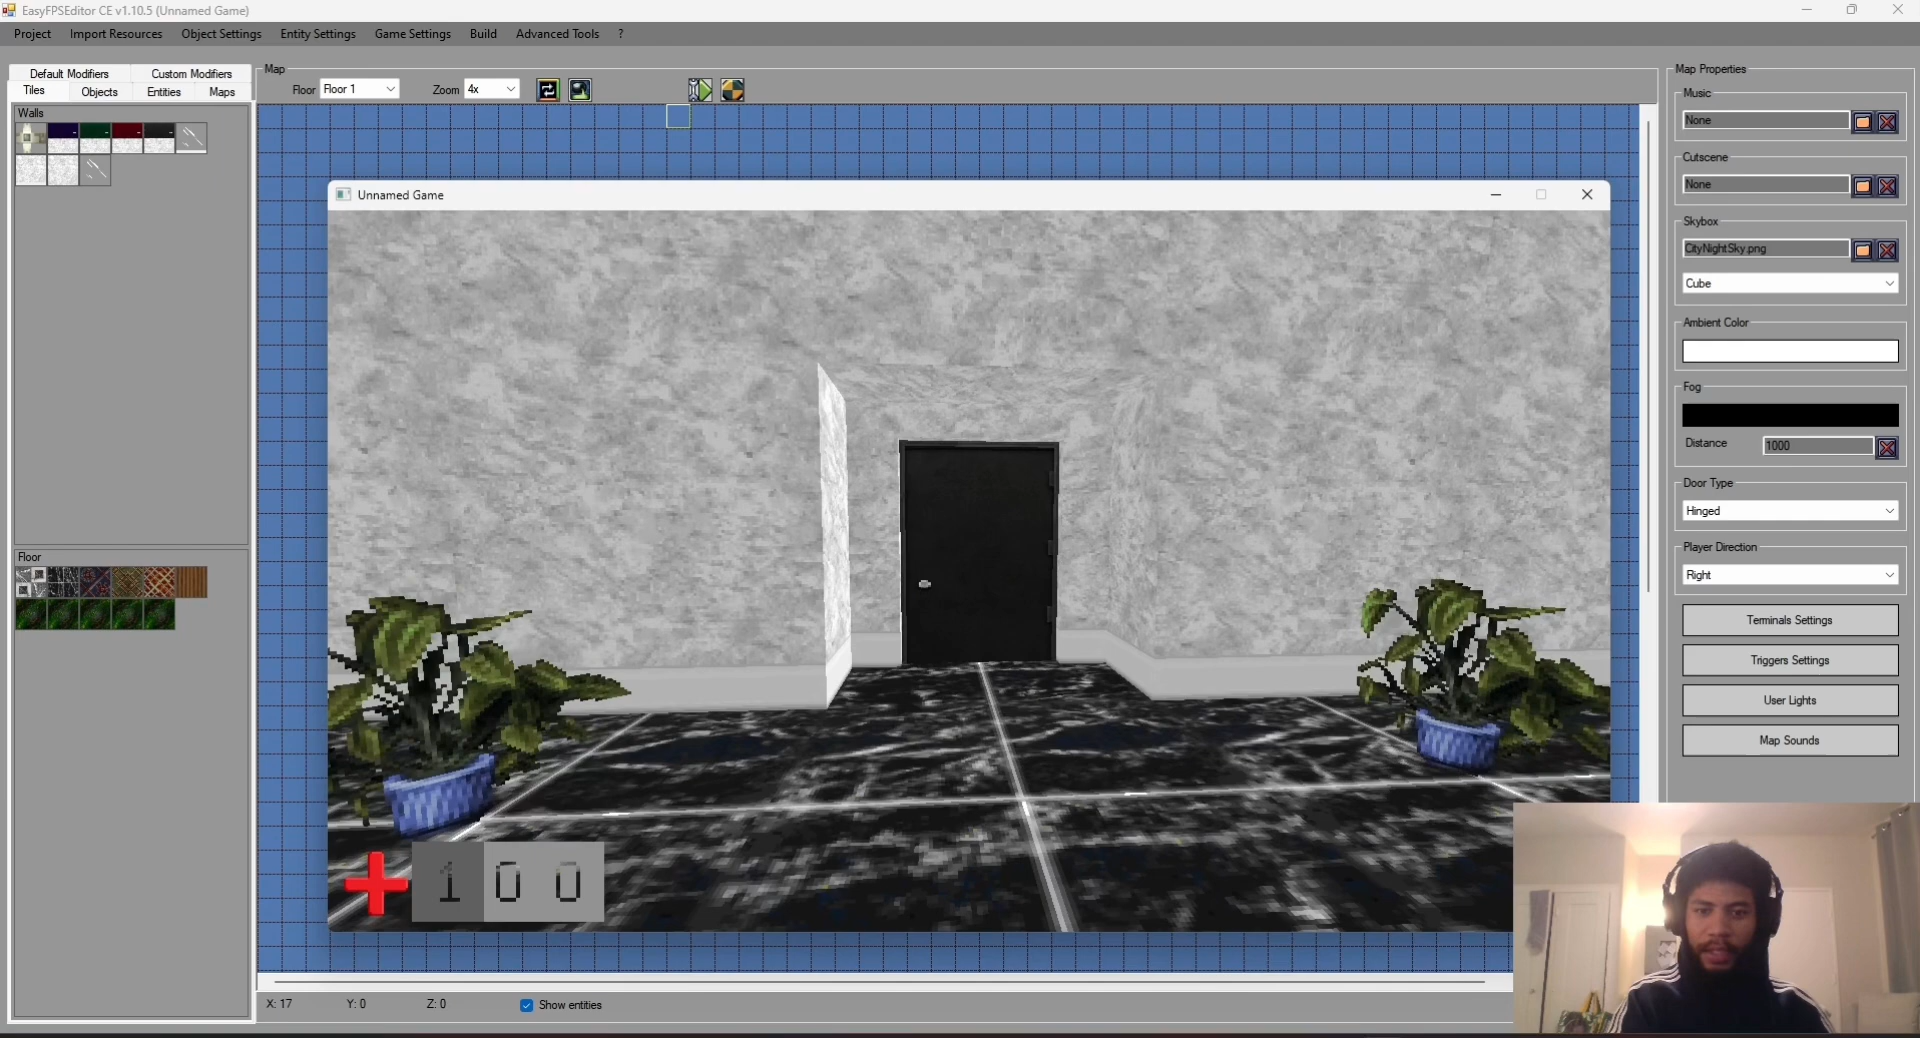 EasyFPSEditor CE v1.10.5 (Unnamed Game)
Project Import Resources Object Settings Entity Settings Game Settings Build Advanced Tools ?
Default Modifiers Custom Modifiers
Tiles Objects Entities Maps
Walls
Floor
Map
Floor Floor 1 Zoom 4x
Unnamed Game
1 0 0
X: 17 Y: 0 Z: 0 Show entities
Map Properties
Music
None
Cutscene
None
Skybox
CityNightSky.png
Cube
Ambient Color
Fog
Distance 1000
Door Type
Hinged
Player Direction
Right
Terminals Settings
Triggers Settings
User Lights
Map Sounds